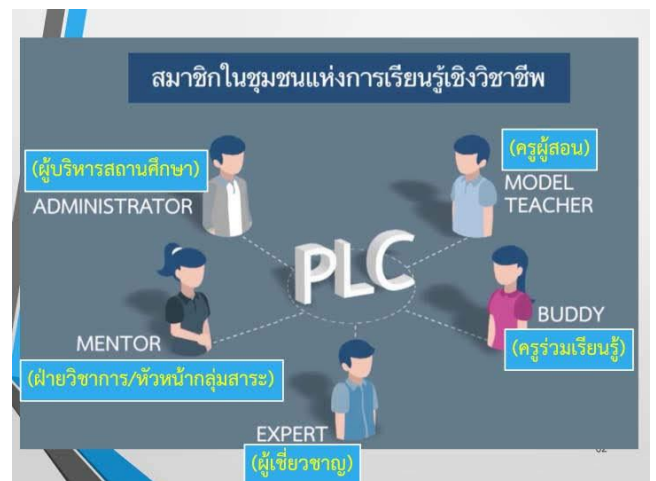 สมาชิกในชุมชนแห่งการเรียนรู้เชิงวิชาชีพ
(ผู้บริหารสถานศึกษา)
ADMINISTRATOR
(ครูผู้สอน)
MODEL
TEACHER
PLC
MENTOR
(ฝ่ายวิชาการ/หัวหน้ากลุ่มสาระ)
BUDDY
(ครูร่วมเรียนรู้)
EXPERT
(ผู้เชี่ยวชาญ)